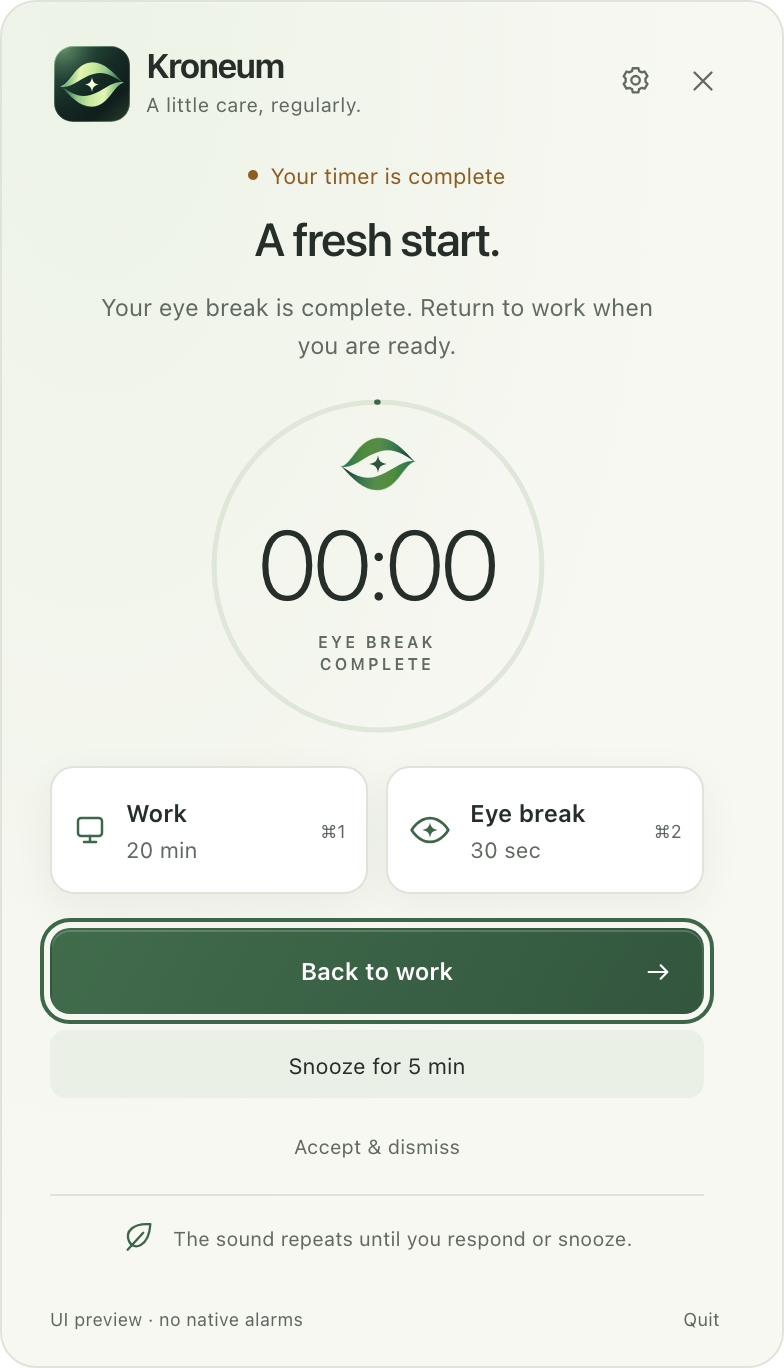 Kroneum
A little care, regularly.
Your timer is complete
A fresh start.
Your eye break is complete. Return to work when
you are ready.
00:00
EYE BREAK
COMPLETE
Work
20 min
⌘1
Eye break
30 sec
⌘2
Back to work
Snooze for 5 min
Accept & dismiss
The sound repeats until you respond or snooze.
UI preview · no native alarms
Quit